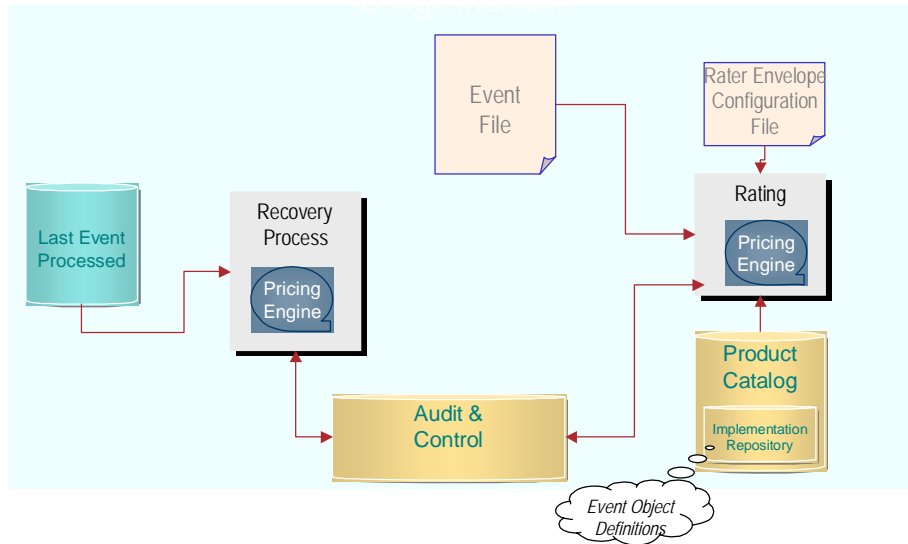 Event
File
Rater Envelope
Configuration
File
Last Event
Processed
Recovery
Process
Pricing
Engine
Rating
Pricing
Engine
Product
Catalog
Implementation
Repository
Audit &
Control
Event Object
Definitions